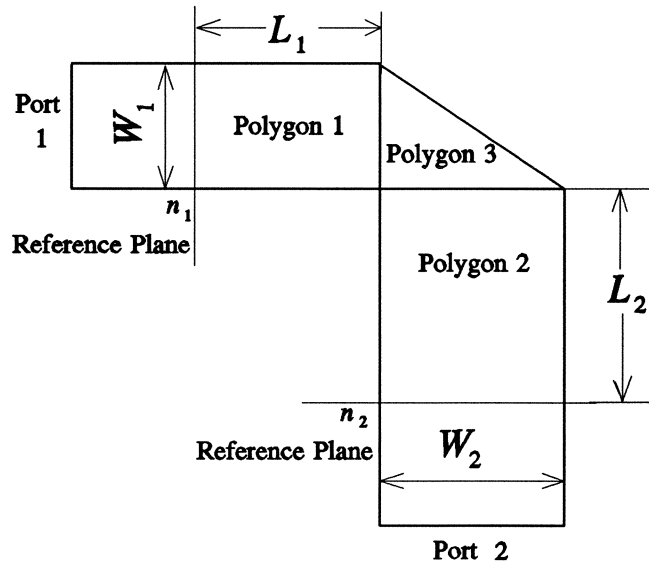 L₁
Port
1
W₁
Polygon 1
Polygon 3
n₁
Reference Plane
Polygon 2
L₂
n₂
Reference Plane
W₂
Port 2